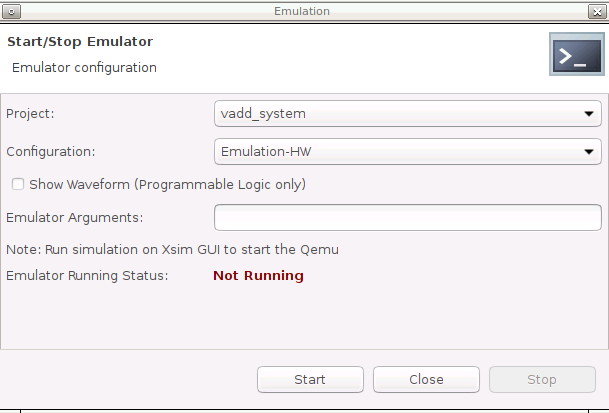 Emulation
Start/Stop Emulator
Emulator configuration
Project: vadd_system
Configuration: Emulation-HW
Show Waveform (Programmable Logic only)
Emulator Arguments:
Note: Run simulation on Xsim GUI to start the Qemu
Emulator Running Status: Not Running
Start Close Stop